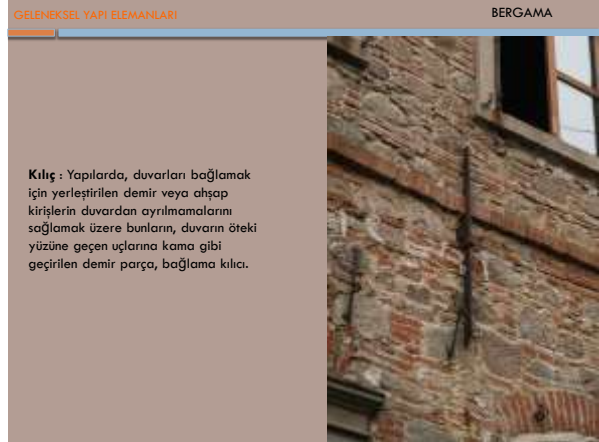 GELENEKSEL YAPI ELEMANLARI
BERGAMA
Kılıç : Yapılarda, duvarları bağlamak
için yerleştirilen demir veya ahşap
kirişlerin duvardan ayrılmamalarını
sağlamak üzere bunların, duvarın öteki
yüzüne geçen uçlarına kama gibi
geçirilen demir parça, bağlama kılıcı.